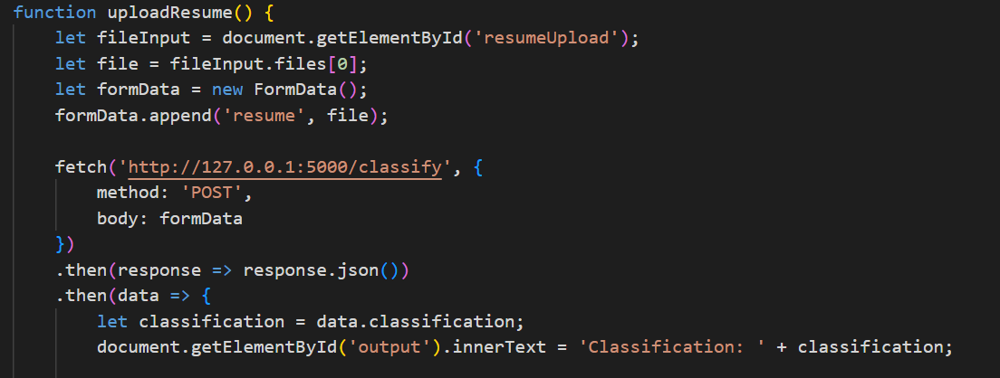 function uploadResume() {
    let fileInput = document.getElementById('resumeUpload');
    let file = fileInput.files[0];
    let formData = new FormData();
    formData.append('resume', file);

    fetch('http://127.0.0.1:5000/classify', {
        method: 'POST',
        body: formData
    })
    .then(response => response.json())
    .then(data => {
        let classification = data.classification;
        document.getElementById('output').innerText = 'Classification: ' + classification;